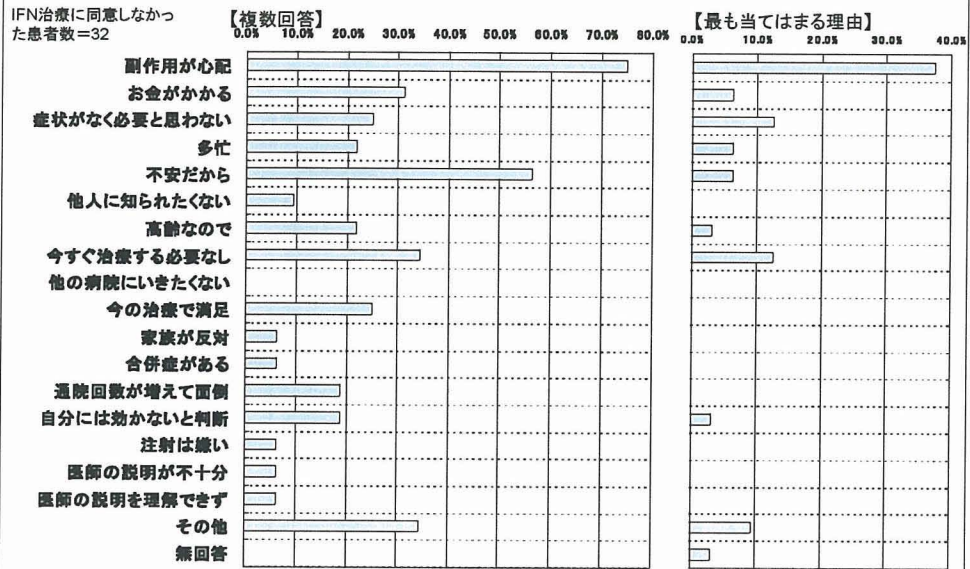 IFN治療に同意しなかっ
た患者数=32
【複数回答】
0.0% 10.0% 20.0% 30.0% 40.0% 50.0% 60.0% 70.0% 80.0%
【最も当てはまる理由】
0.0% 10.0% 20.0% 30.0% 40.0%
副作用が心配
お金がかかる
症状がなく必要と思わない
多忙
不安だから
他人に知られたくない
高齢なので
今すぐ治療する必要なし
他の病院にいきたくない
今の治療で満足
家族が反対
合併症がある
通院回数が増えて面倒
自分には効かないと判断
注射は嫌い
医師の説明が不十分
医師の説明を理解できず
その他
無回答